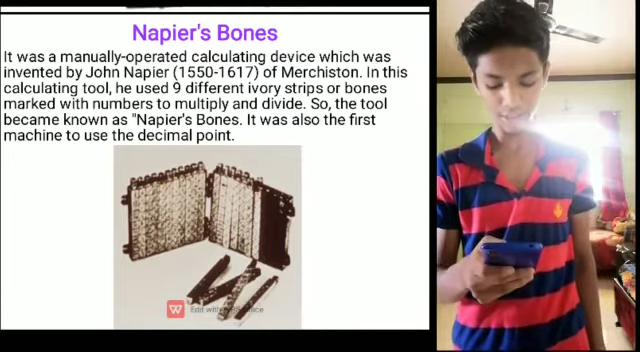 Napier's Bones
It was a manually-operated calculating device which was
invented by John Napier (1550-1617) of Merchiston. In this
calculating tool, he used 9 different ivory strips or bones
marked with numbers to multiply and divide. So, the tool
became known as "Napier's Bones. It was also the first
machine to use the decimal point.
Edit with